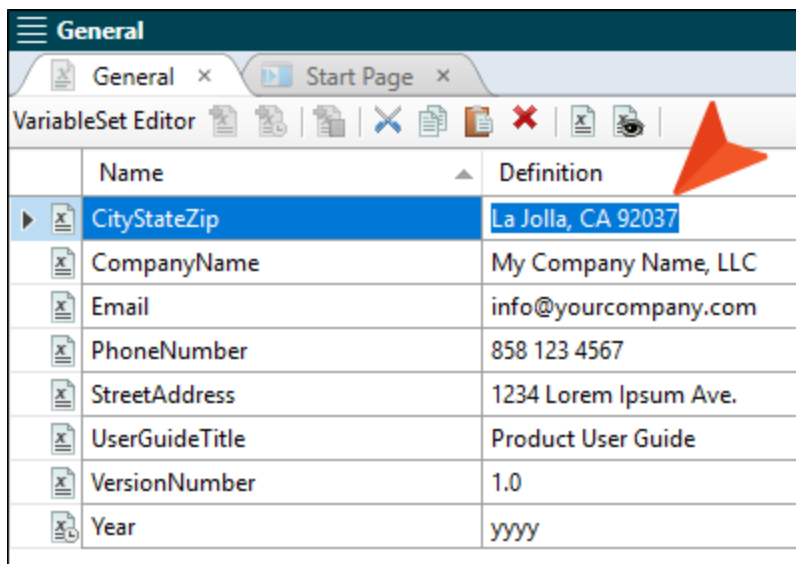 General
General × Start Page ×
VariableSet Editor
Name Definition
CityStateZip La Jolla, CA 92037
CompanyName My Company Name, LLC
Email info@yourcompany.com
PhoneNumber 858 123 4567
StreetAddress 1234 Lorem Ipsum Ave.
UserGuideTitle Product User Guide
VersionNumber 1.0
Year yyyy